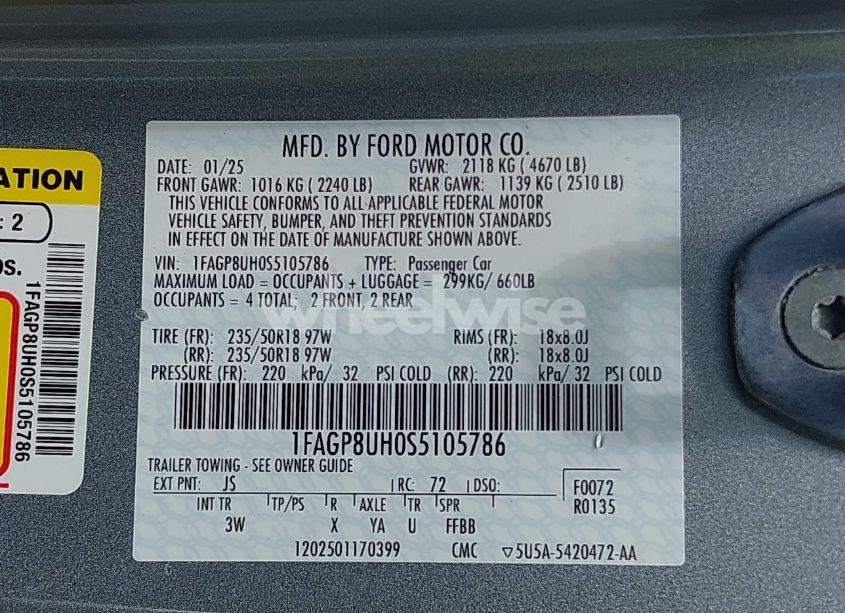 MFD. BY FORD MOTOR CO.
DATE: 01/25 GVWR: 2118 KG ( 4670 LB)
FRONT GAWR: 1016 KG ( 2240 LB) REAR GAWR: 1139 KG ( 2510 LB)
THIS VEHICLE CONFORMS TO ALL APPLICABLE FEDERAL MOTOR
VEHICLE SAFETY, BUMPER, AND THEFT PREVENTION STANDARDS
IN EFFECT ON THE DATE OF MANUFACTURE SHOWN ABOVE.
VIN: 1FAGP8UH0S5105786 TYPE: Passenger Car
MAXIMUM LOAD = OCCUPANTS + LUGGAGE = 299KG/ 660LB
OCCUPANTS = 4 TOTAL; 2 FRONT, 2 REAR
wheelwise
TIRE (FR): 235/50R18 97W RIMS (FR): 18x8.0J
(RR): 235/50R18 97W (RR): 18x8.0J
PRESSURE (FR): 220 kPa/ 32 PSI COLD (RR): 220 kPa/ 32 PSI COLD
1FAGP8UH0S5105786
TRAILER TOWING - SEE OWNER GUIDE
EXT PNT: JS RC: 72 DSO: F0072
R0135
INT TR TP/PS R AXLE TR SPR
3W X YA U FFBB
1202501170399 CMC ▽5U5A-5420472-AA
ATION
: 2
OS.
1FAGP8UH0S5105786